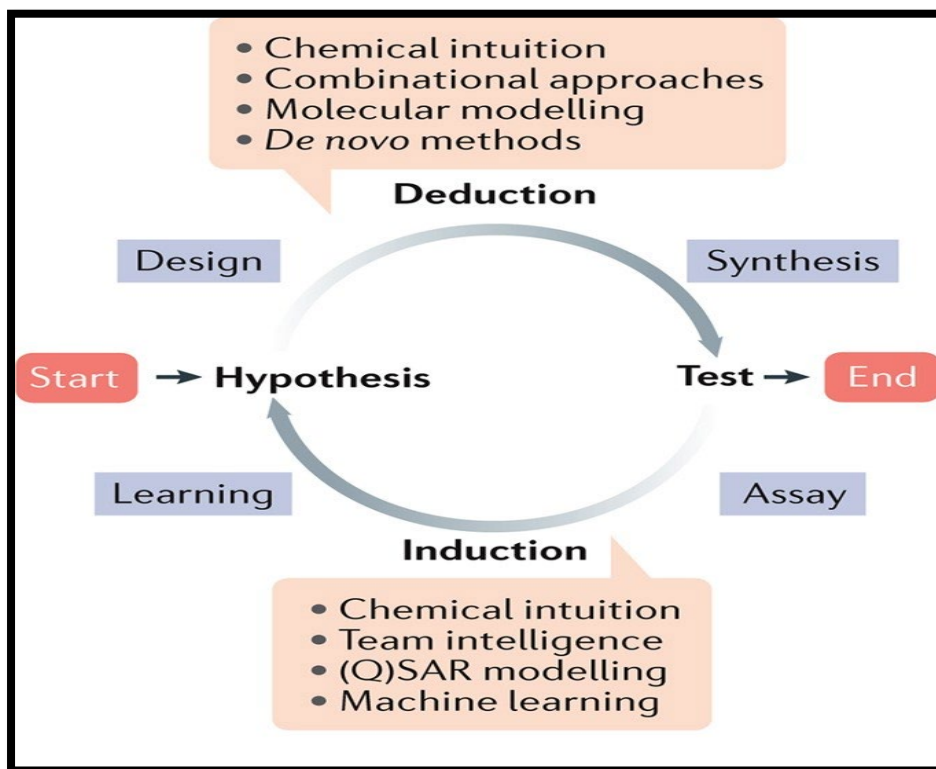 • Chemical intuition
• Combinational approaches
• Molecular modelling
• De novo methods
Deduction
Design
Synthesis
Start
Hypothesis
Test
End
Learning
Assay
Induction
• Chemical intuition
• Team intelligence
• (Q)SAR modelling
• Machine learning